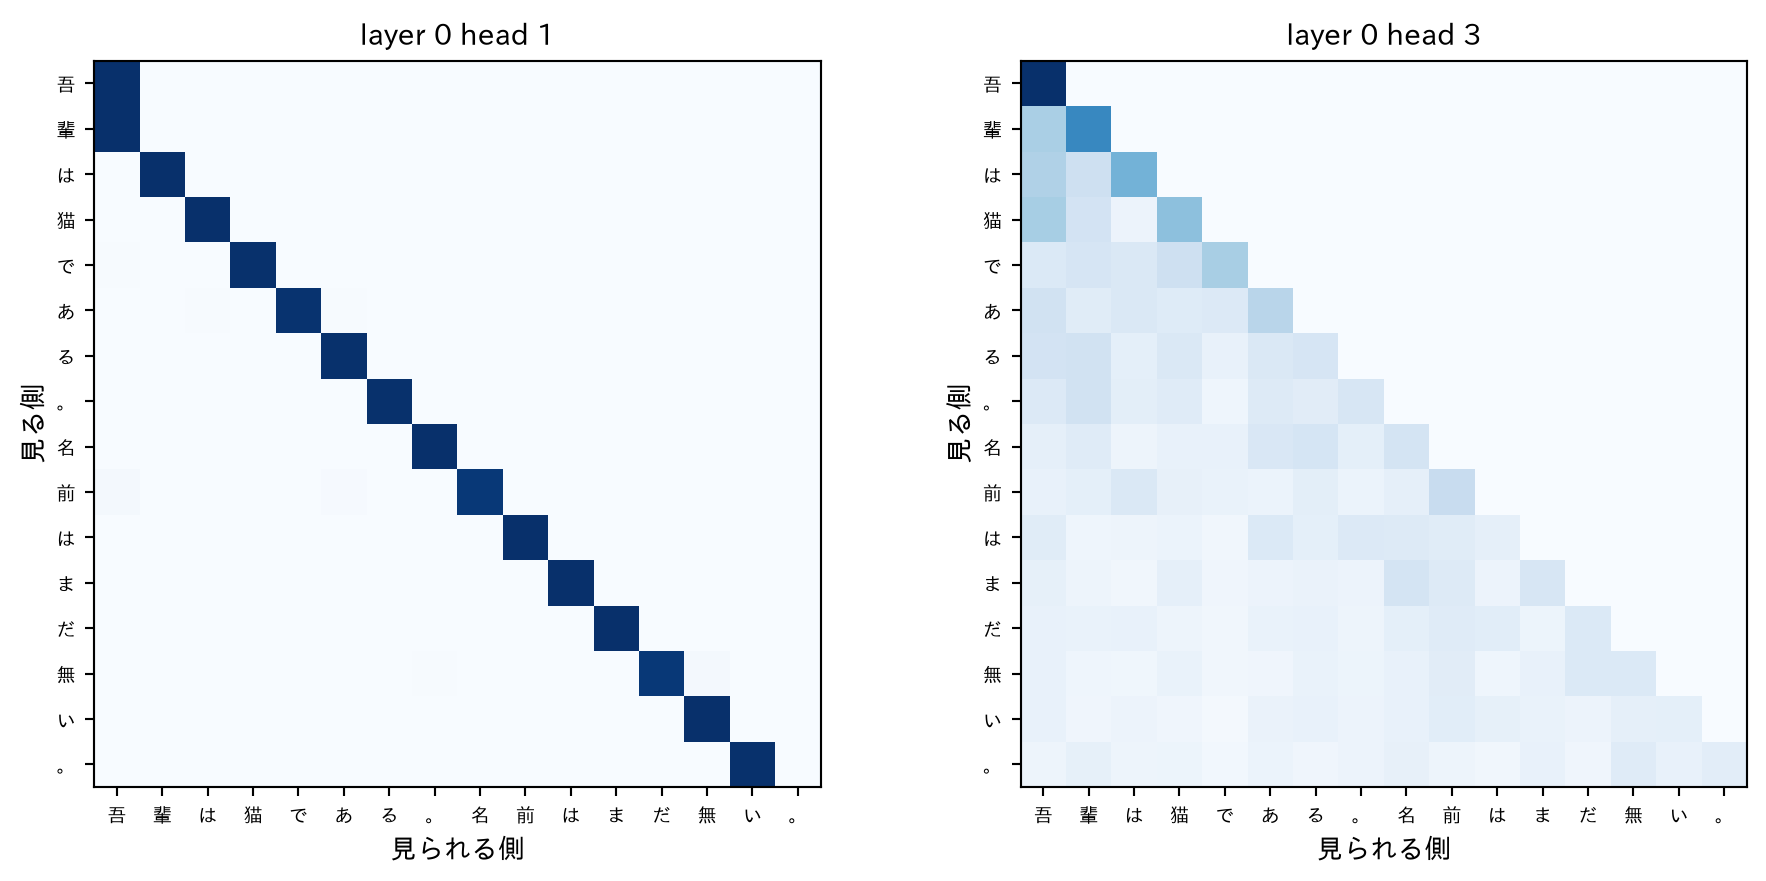 layer 0 head 1
見る側
吾
輩
は
猫
で
あ
る
。
名
前
は
ま
だ
無
い
。
吾 輩 は 猫 で あ る 。 名 前 は ま だ 無 い 。
見られる側
layer 0 head 3
見る側
吾
輩
は
猫
で
あ
る
。
名
前
は
ま
だ
無
い
。
吾 輩 は 猫 で あ る 。 名 前 は ま だ 無 い 。
見られる側